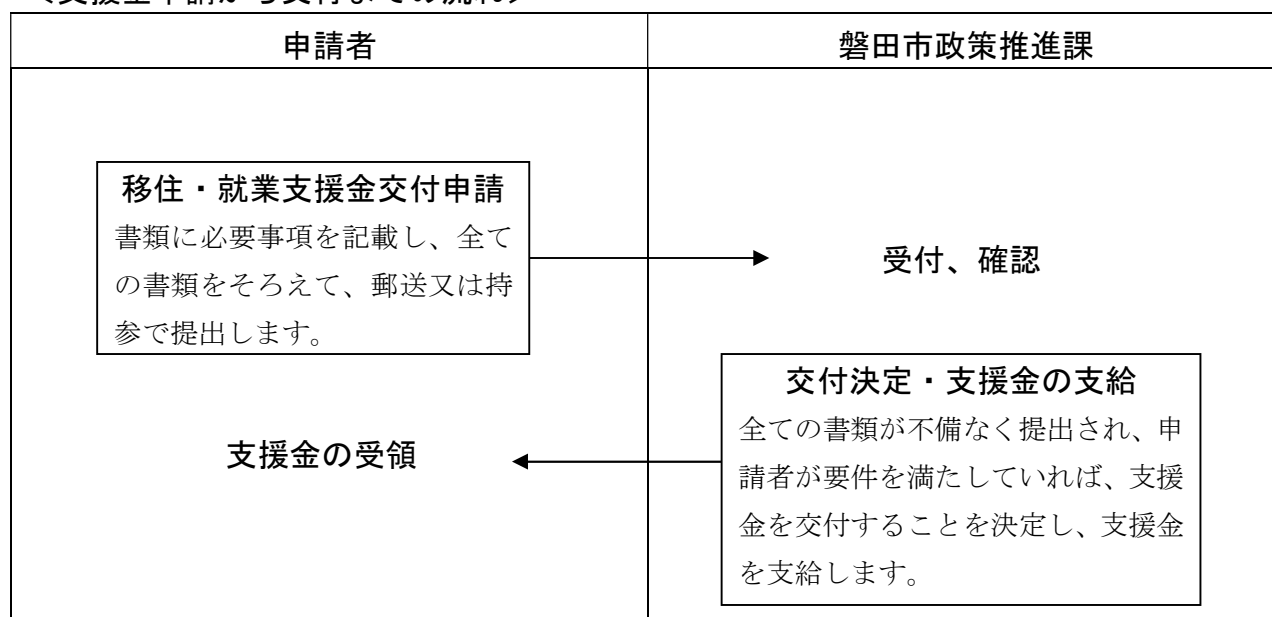 申請者
磐田市政策推進課
移住・就業支援金交付申請
書類に必要事項を記載し、全て
の書類をそろえて、郵送又は持
参で提出します。
受付、確認
交付決定・支援金の支給
全ての書類が不備なく提出され、申
請者が要件を満たしていれば、支援
金を交付することを決定し、支援金
を支給します。
支援金の受領